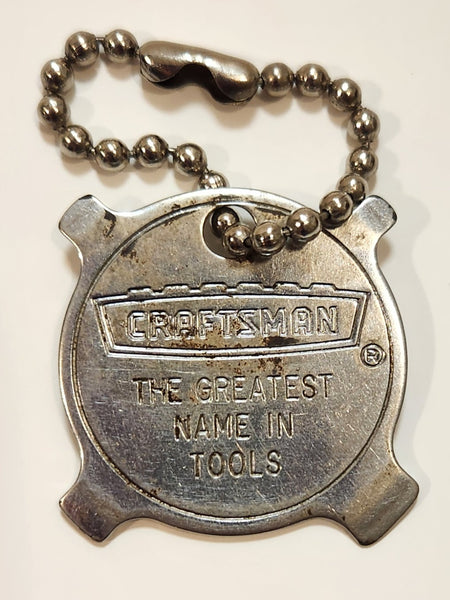 CRAFTSMAN
®
THE GREATEST
NAME IN
TOOLS